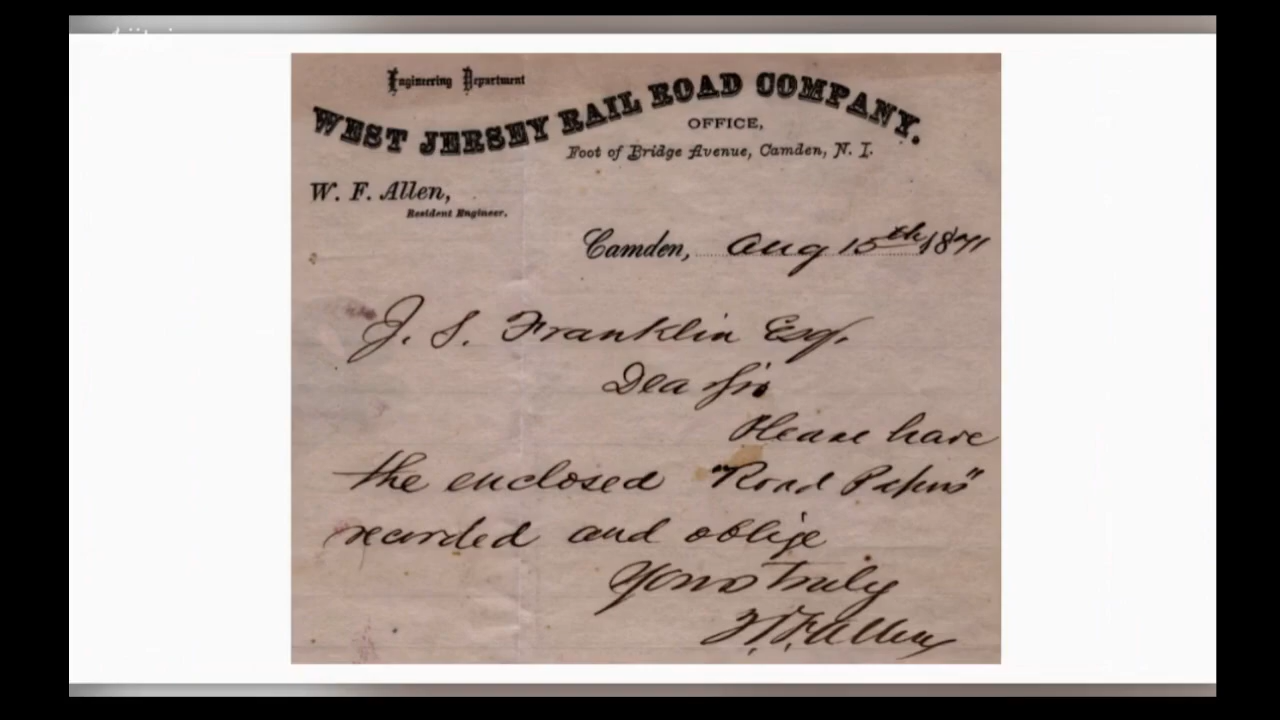 Engineering Department
WEST JERSEY RAIL ROAD COMPANY.
OFFICE,
Foot of Bridge Avenue, Camden, N. J.
W. F. Allen,
Resident Engineer.
Camden, Aug 15th 1871
J. S. Franklin Esq.
Dear Sir
Please have
the enclosed "Road Papers"
recorded and oblige
Yours truly
W. F. Allen